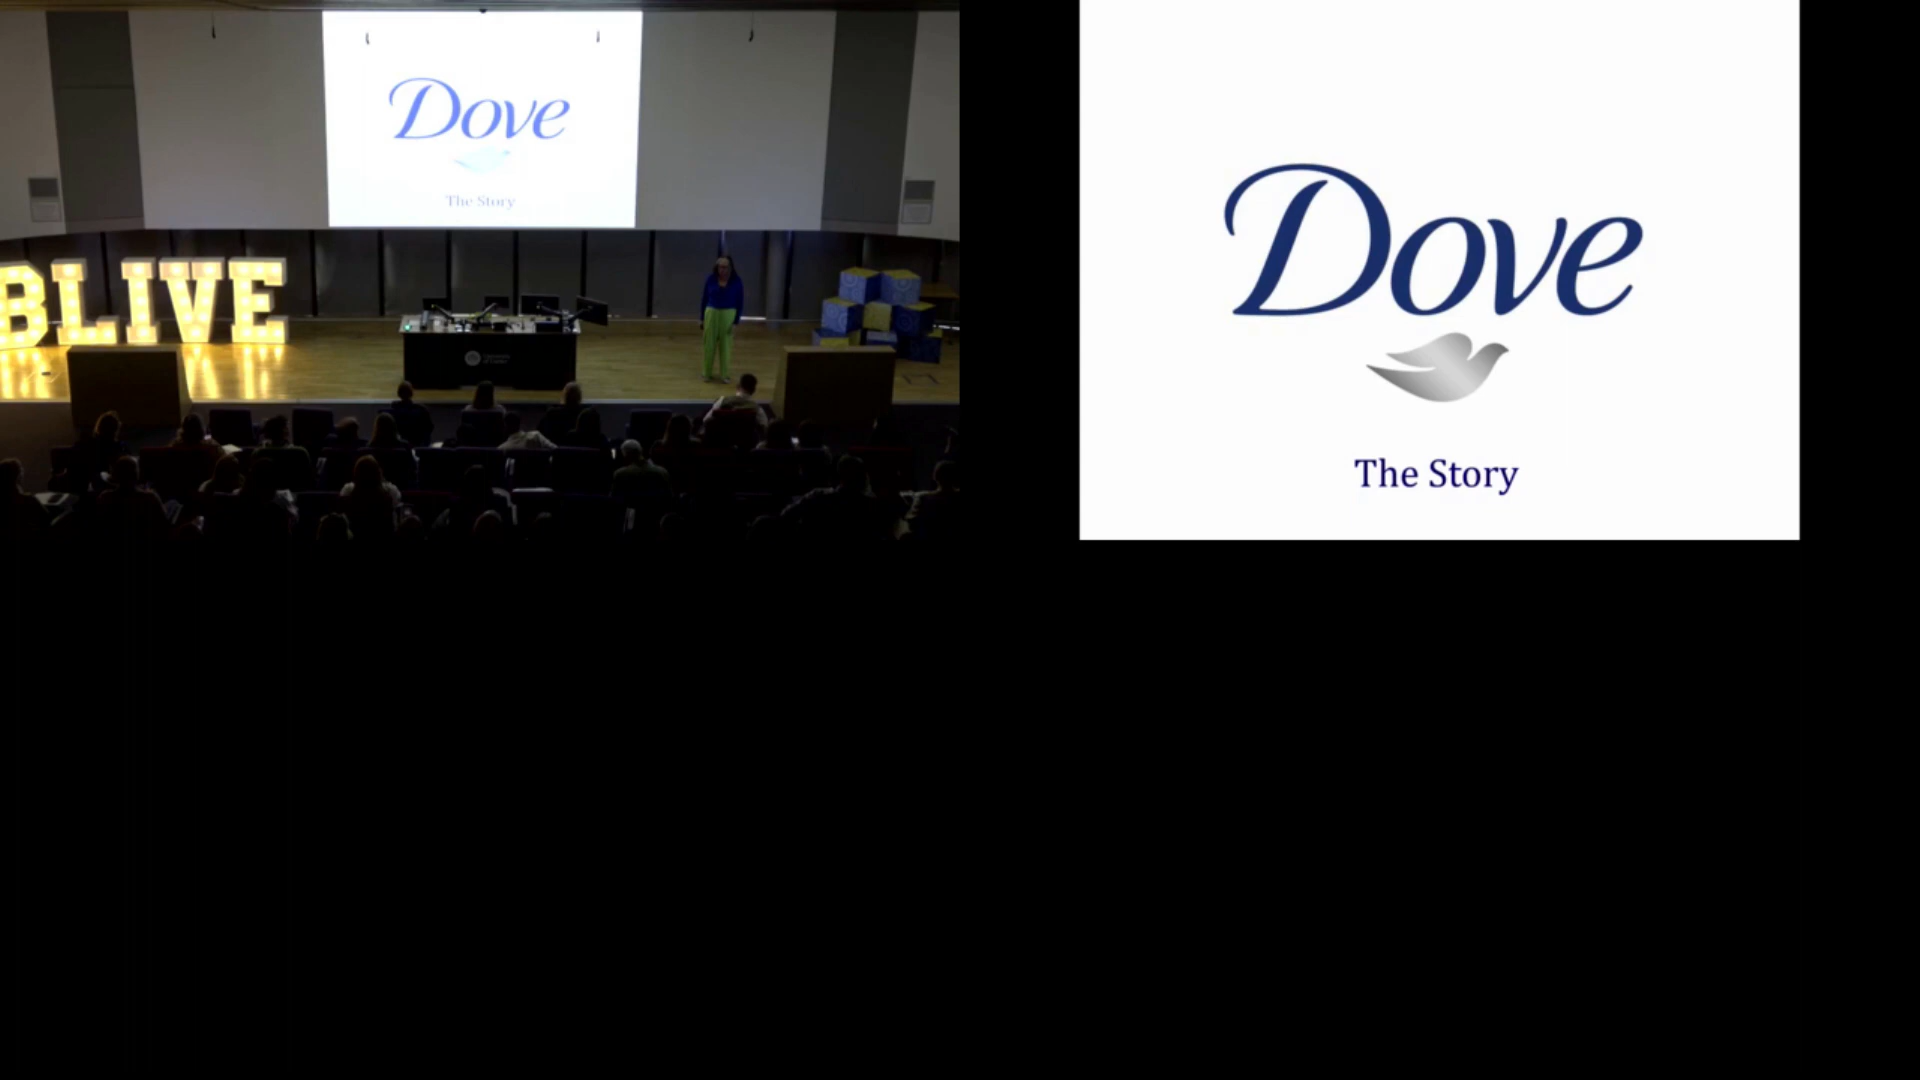 Dove
The Story
BLIVE
Dove
The Story